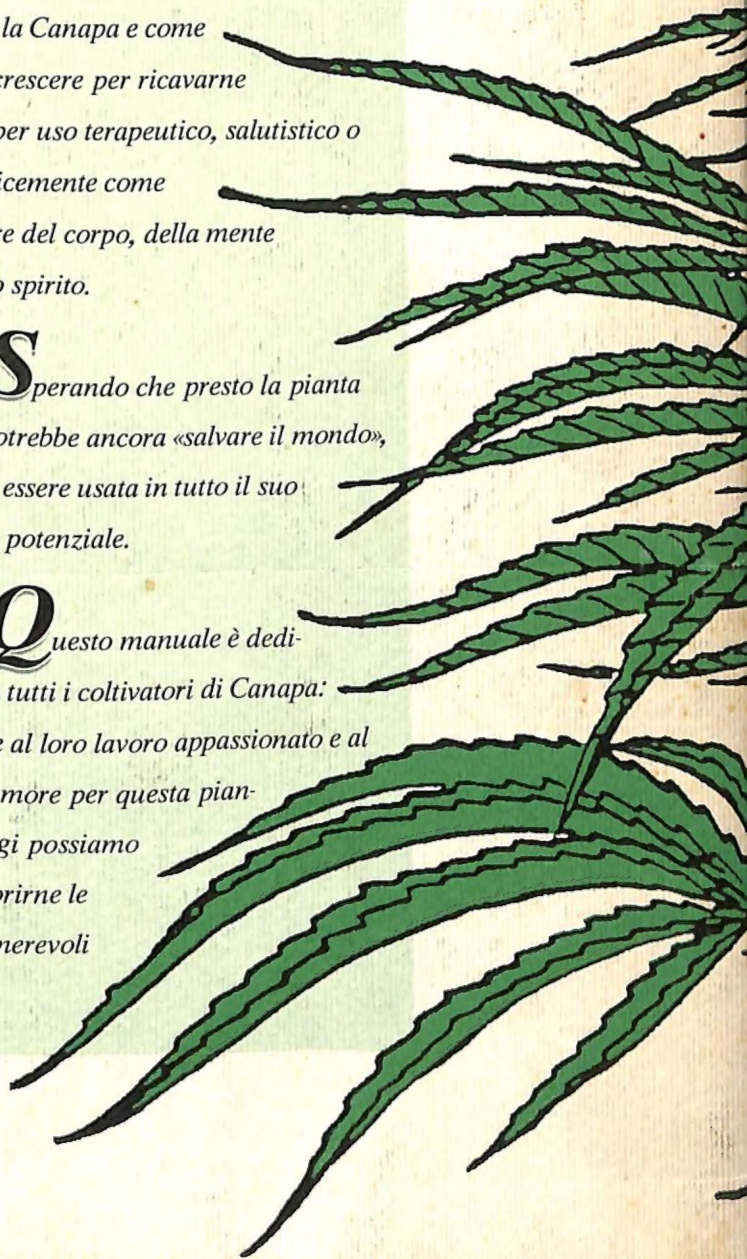 la Canapa e come
crescere per ricavarne
per uso terapeutico, salutistico o
icemente come
re del corpo, della mente
o spirito.
Sperando che presto la pianta
otrebbe ancora «salvare il mondo»,
essere usata in tutto il suo
potenziale.
Questo manuale è dedi-
tutti i coltivatori di Canapa:
e al loro lavoro appassionato e al
more per questa pian-
gi possiamo
prirne le
nerevoli